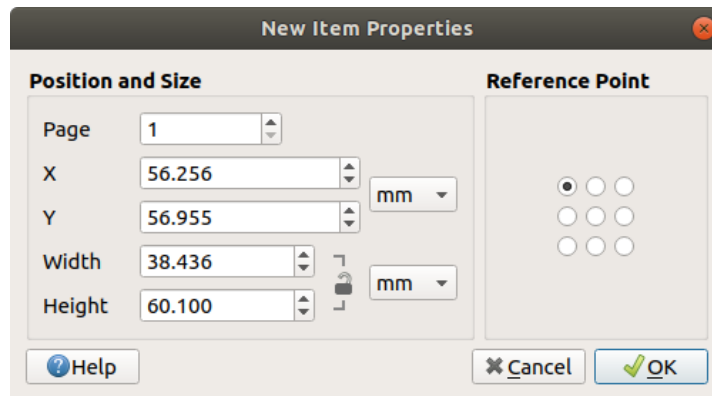 New Item Properties
Position and Size
Reference Point
Page 1
X 56.256
mm
Y 56.955
Width 38.436
mm
Height 60.100
Help
Cancel
OK